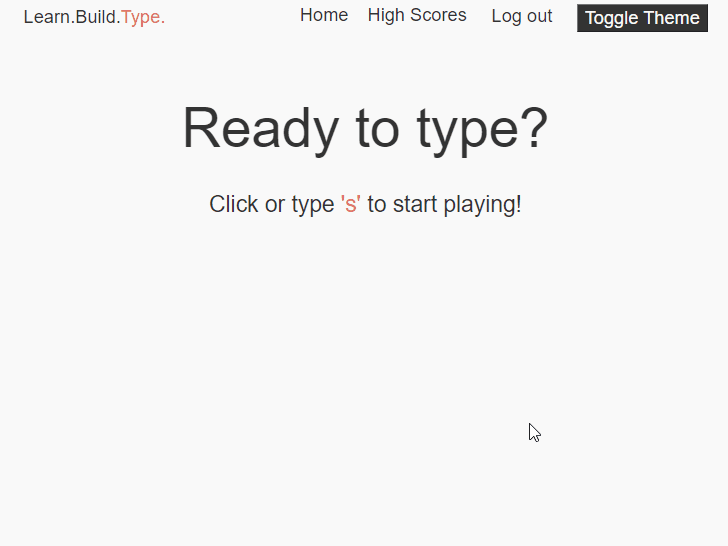 Learn.Build.Type. Home High Scores Log out Toggle Theme
Ready to type?
Click or type 's' to start playing!